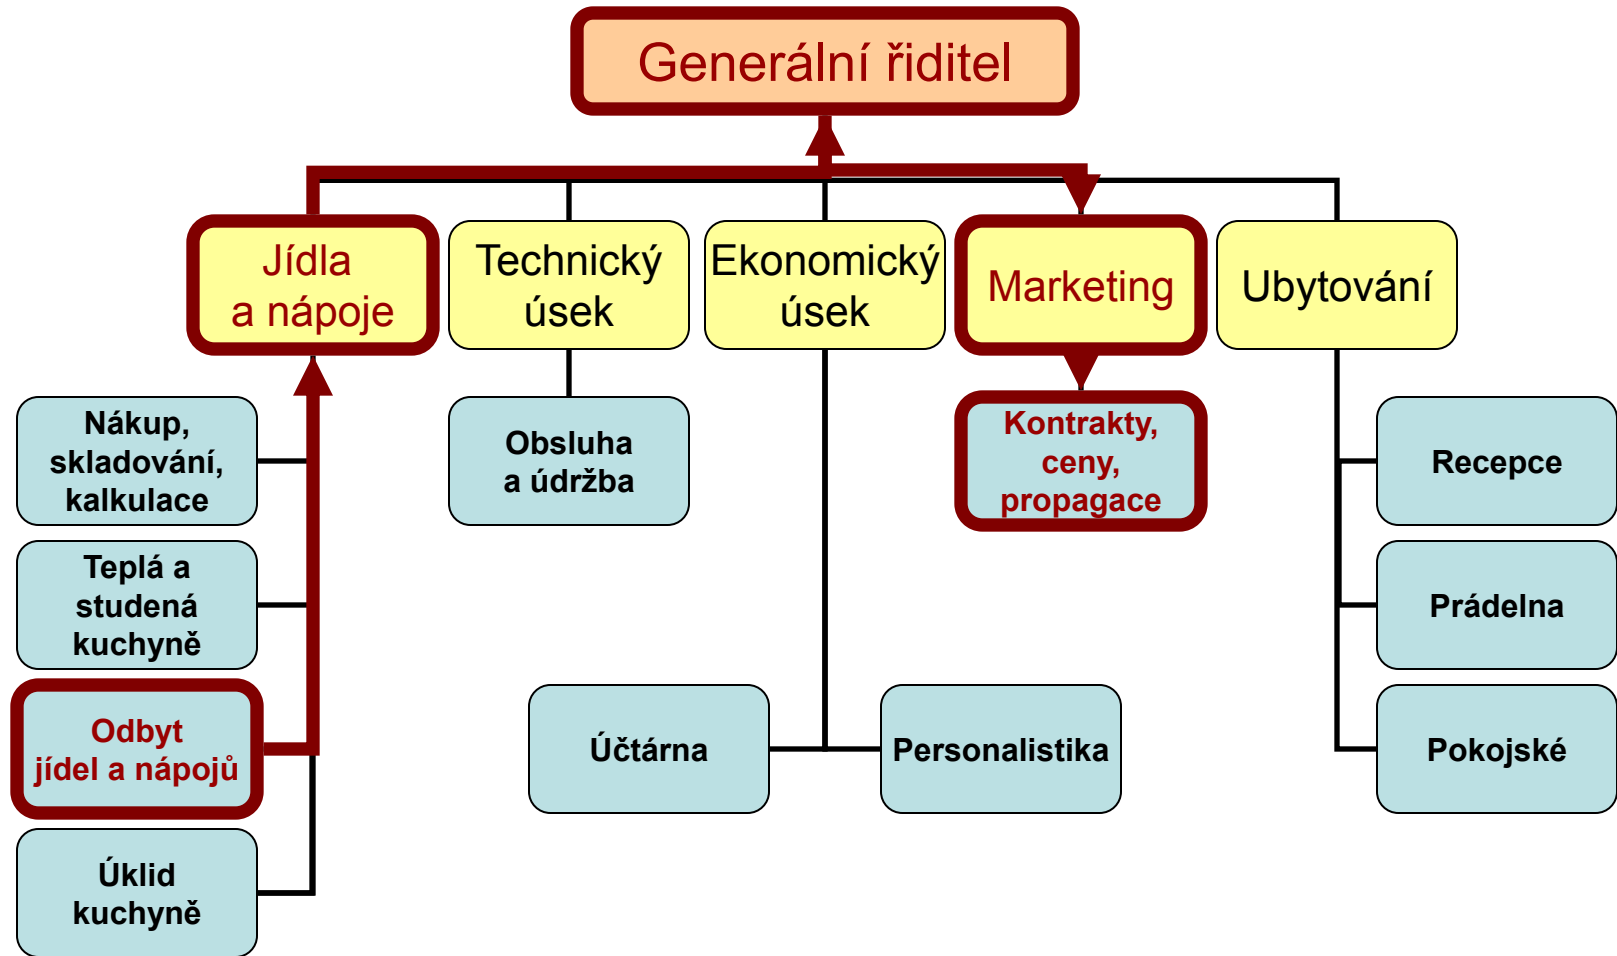 Generální řiditel
Jídla
a nápoje
Technický
úsek
Ekonomický
úsek
Marketing
Ubytování
Nákup,
skladování,
kalkulace
Teplá a
studená
kuchyně
Odbyt
jídel a nápojů
Úklid
kuchyně
Obsluha
a údržba
Účtárna
Personalistika
Kontrakty,
ceny,
propagace
Recepce
Prádelna
Pokojské